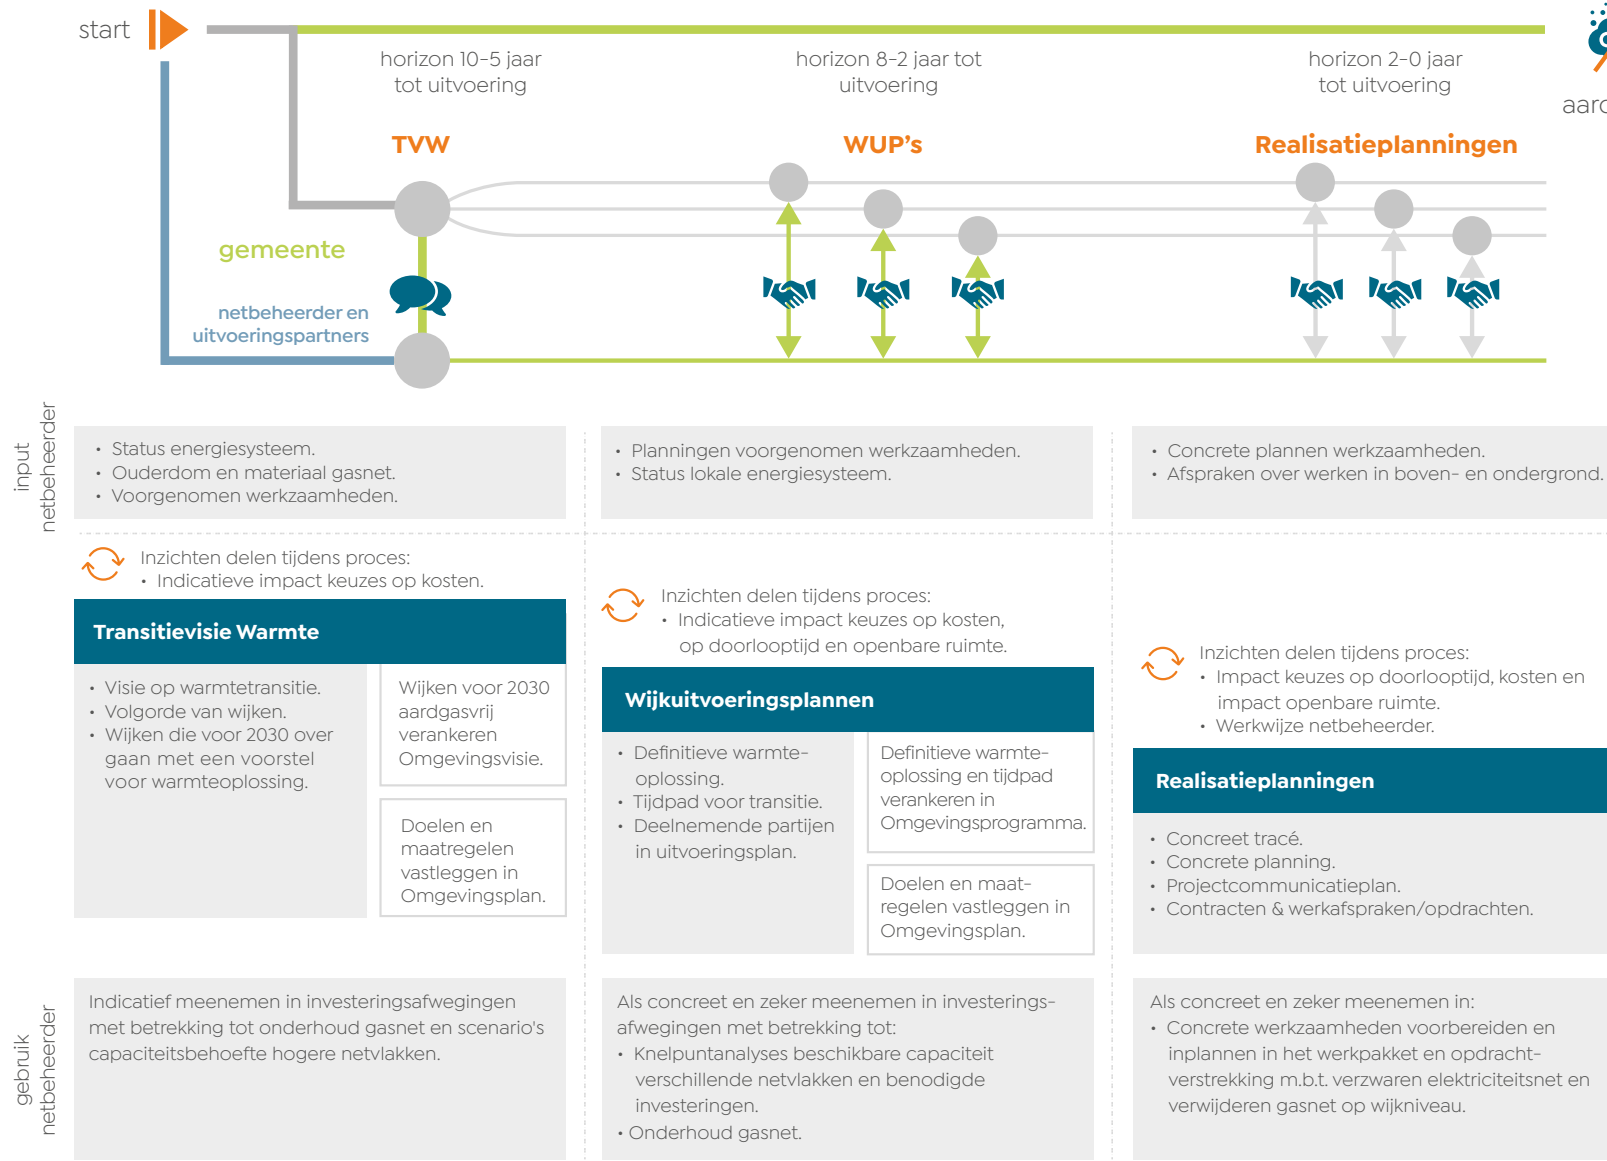 start
horizon 10-5 jaar
tot uitvoering
horizon 8-2 jaar tot
uitvoering
horizon 2-0 jaar
tot uitvoering
TVW
WUP's
Realisatieplanningen
gemeente
netbeheerder en
uitvoeringspartners
input
netbeheerder
• Status energiesysteem.
• Ouderdom en materiaal gasnet.
• Voorgenomen werkzaamheden.
• Planningen voorgenomen werkzaamheden.
• Status lokale energiesysteem.
• Concrete plannen werkzaamheden.
• Afspraken over werken in boven- en ondergrond.
Inzichten delen tijdens proces:
• Indicatieve impact keuzes op kosten.
Transitievisie Warmte
• Visie op warmtetransitie.
• Volgorde van wijken.
• Wijken die voor 2030 over
gaan met een voorstel
voor warmteoplossing.
Wijken voor 2030
aardgasvrij
verankeren
Omgevingsvisie.
Doelen en
maatregelen
vastleggen in
Omgevingsplan.
Inzichten delen tijdens proces:
• Indicatieve impact keuzes op kosten,
op doorlooptijd en openbare ruimte.
Wijkuitvoeringsplannen
• Definitieve warmte-
oplossing.
• Tijdpad voor transitie.
• Deelnemende partijen
in uitvoeringsplan.
Definitieve warmte-
oplossing en tijdpad
verankeren in
Omgevingsprogramma.
Doelen en maat-
regelen vastleggen in
Omgevingsplan.
Inzichten delen tijdens proces:
• Impact keuzes op doorlooptijd, kosten en
impact openbare ruimte.
• Werkwijze netbeheerder.
Realisatieplanningen
• Concreet tracé.
• Concrete planning.
• Projectcommunicatieplan.
• Contracten & werkafspraken/opdrachten.
gebruik
netbeheerder
Indicatief meenemen in investeringsafwegingen
met betrekking tot onderhoud gasnet en scenario's
capaciteitsbehoefte hogere netvlakken.
Als concreet en zeker meenemen in investerings-
afwegingen met betrekking tot:
• Knelpuntanalyses beschikbare capaciteit
verschillende netvlakken en benodigde
investeringen.
• Onderhoud gasnet.
Als concreet en zeker meenemen in:
• Concrete werkzaamheden voorbereiden en
inplannen in het werkpakket en opdracht-
verstrekking m.b.t. verzwaren elektriciteitsnet en
verwijderen gasnet op wijkniveau.